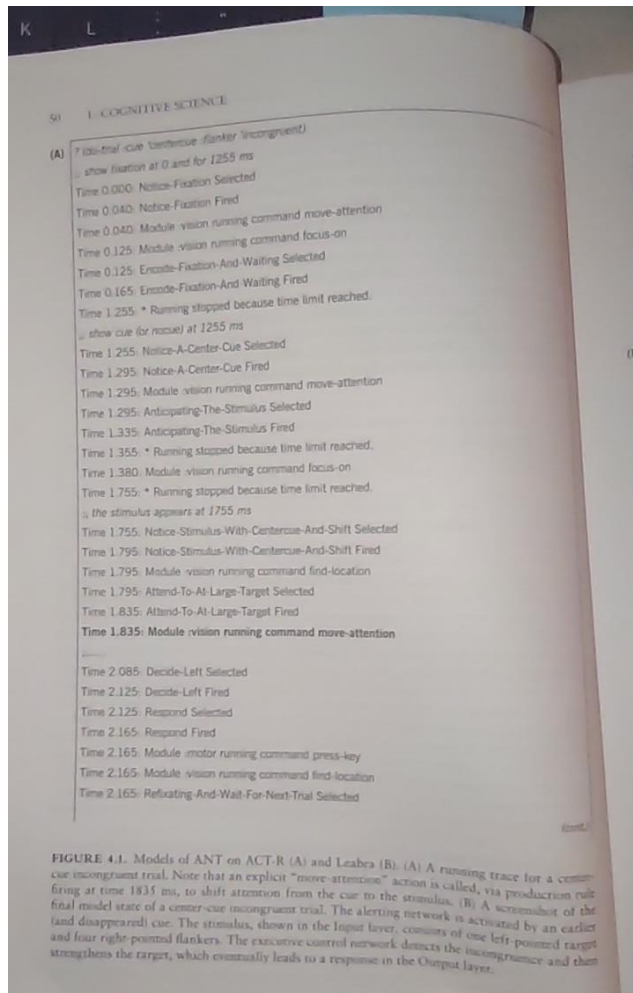 K L : "
50 I. COGNITIVE SCIENCE
(A) ? (do-trial :cue 'centercue :flanker 'incongruent)
;; show fixation at 0 and for 1255 ms
Time 0.000: Notice-Fixation Selected
Time 0.040: Notice-Fixation Fired
Time 0.040: Module :vision running command move-attention
Time 0.125: Module :vision running command focus-on
Time 0.125: Encode-Fixation-And-Waiting Selected
Time 0.165: Encode-Fixation-And-Waiting Fired
Time 1.255: * Running stopped because time limit reached.
;; show cue (or nocue) at 1255 ms
Time 1.255: Notice-A-Center-Cue Selected
Time 1.295: Notice-A-Center-Cue Fired
Time 1.295: Module :vision running command move-attention
Time 1.295: Anticipating-The-Stimulus Selected
Time 1.335: Anticipating-The-Stimulus Fired
Time 1.355: * Running stopped because time limit reached.
Time 1.380: Module :vision running command focus-on
Time 1.755: * Running stopped because time limit reached.
;; the stimulus appears at 1755 ms
Time 1.755: Notice-Stimulus-With-Centercue-And-Shift Selected
Time 1.795: Notice-Stimulus-With-Centercue-And-Shift Fired
Time 1.795: Module :vision running command find-location
Time 1.795: Attend-To-At-Large-Target Selected
Time 1.835: Attend-To-At-Large-Target Fired
Time 1.835: Module :vision running command move-attention
......
Time 2.085: Decide-Left Selected
Time 2.125: Decide-Left Fired
Time 2.125: Respond Selected
Time 2.165: Respond Fired
Time 2.165: Module :motor running command press-key
Time 2.165: Module :vision running command find-location
Time 2.165: Refixating-And-Wait-For-Next-Trial Selected
(cont.)
FIGURE 4.1. Models of ANT on ACT-R (A) and Leabra (B). (A) A running trace for a center-
cue incongruent trial. Note that an explicit "move-attention" action is called, via production rule
firing at time 1835 ms, to shift attention from the cue to the stimulus. (B) A screenshot of the
final model state of a center-cue incongruent trial. The alerting network is activated by an earlier
(and disappeared) cue. The stimulus, shown in the Input layer, consists of one left-pointed target
and four right-pointed flankers. The executive control network detects the incongruence and then
strengthens the target, which eventually leads to a response in the Output layer.